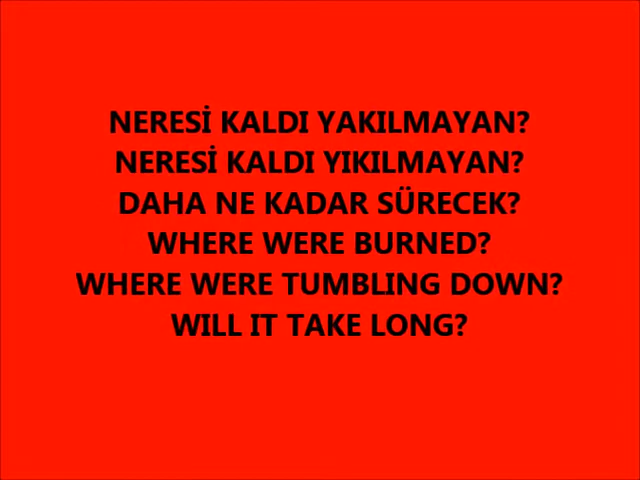 NERESİ KALDI YAKILMAYAN?
NERESİ KALDI YIKILMAYAN?
DAHA NE KADAR SÜRECEK?
WHERE WERE BURNED?
WHERE WERE TUMBLING DOWN?
WILL IT TAKE LONG?